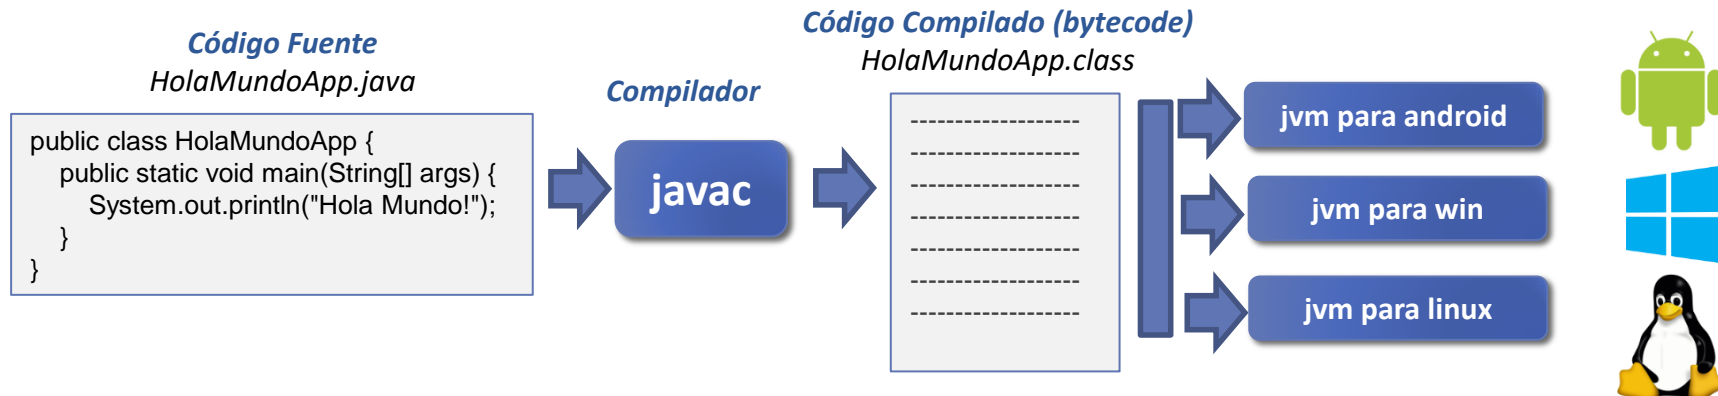 Código Fuente
HolaMundoApp.java
public class HolaMundoApp {
public static void main(String[] args) {
System.out.println("Hola Mundo!");
}
}
Compilador
javac
Código Compilado (bytecode)
HolaMundoApp.class
-------------------
-------------------
-------------------
-------------------
-------------------
-------------------
-------------------
jvm para android
jvm para win
jvm para linux